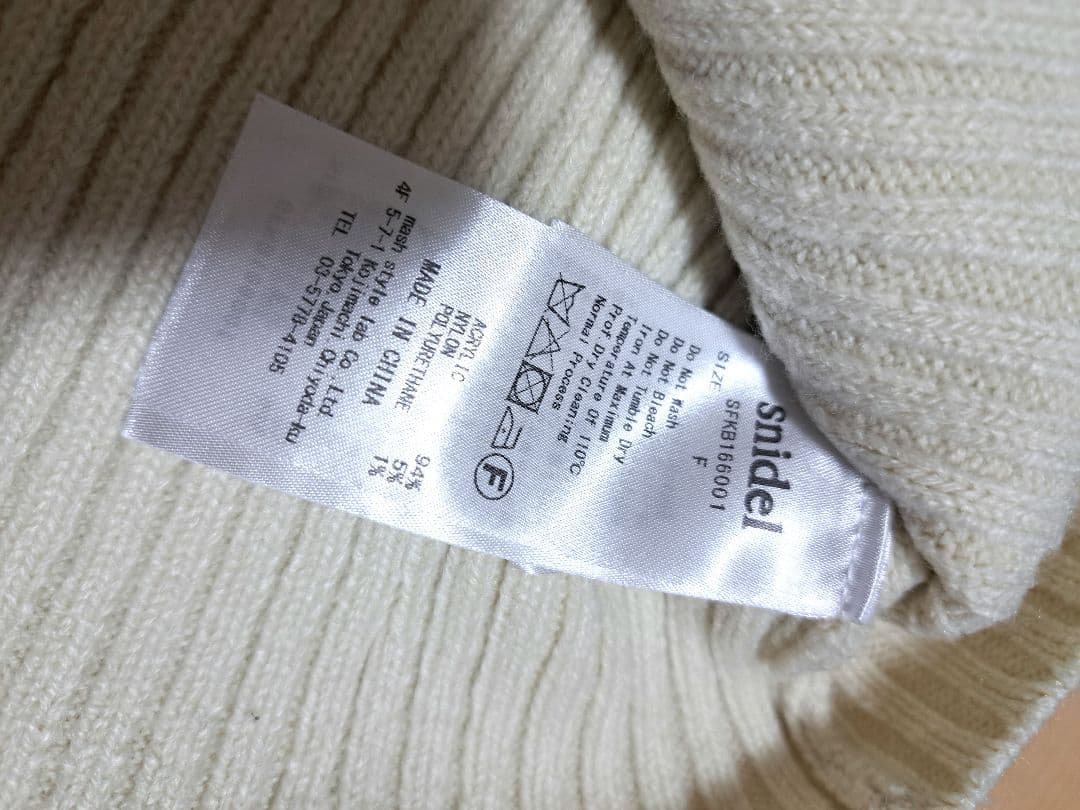 snidel
SFKB166001
SIZE F
Do Not Wash
Do Not Bleach
Do Not Tumble Dry
Iron At Maximum
Temperature Of 110℃
Prof Dry Cleaning
Normal Process
F
ACRYLIC 94%
NYLON 5%
POLYURETHANE 1%
MADE IN CHINA
mash style lab Co.Ltd.
4F 5-7-1 Kojimachi Chiyoda-ku
Tokyo Japan
TEL 03-5778-4105